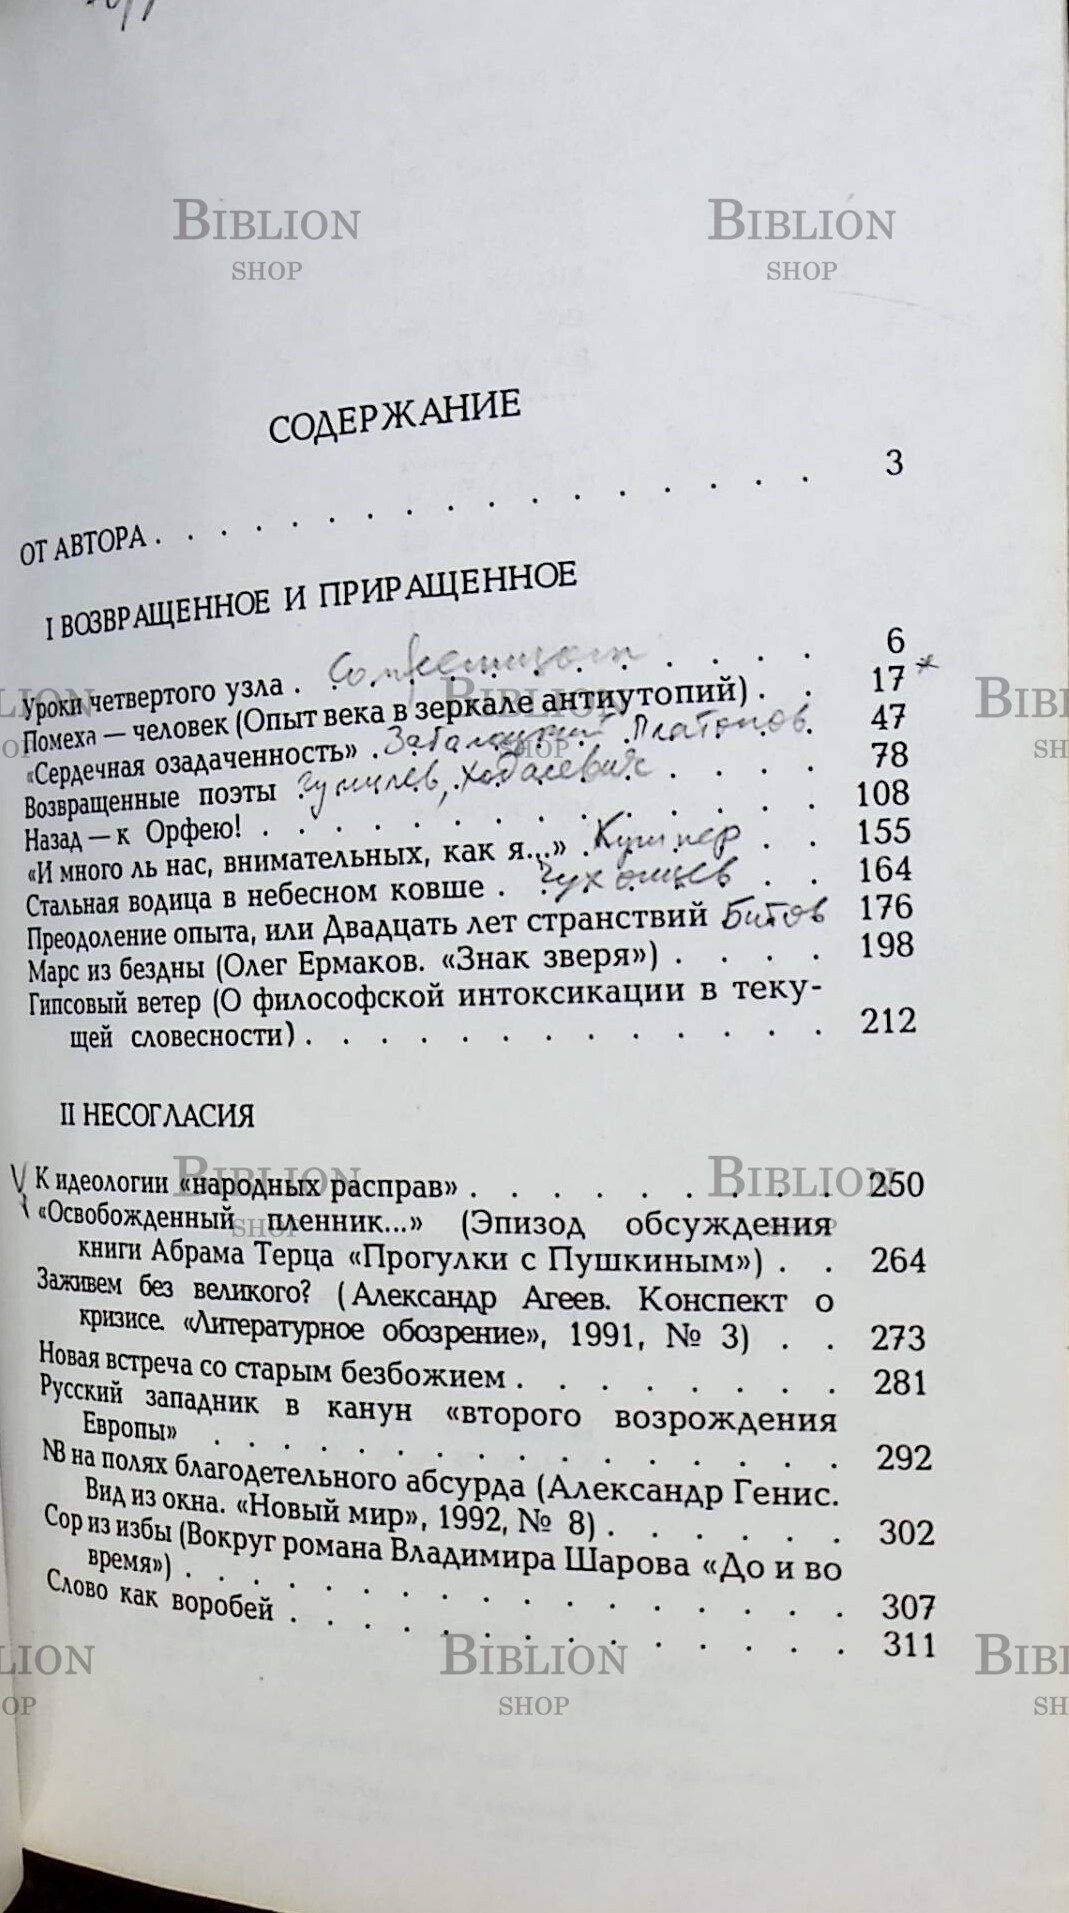 BIBLION BIBLION
SHOP SHOP
СОДЕРЖАНИЕ
ОТ АВТОРА . . . . . . . . . . . . . . . . . 3
I ВОЗВРАЩЕННОЕ И ПРИРАЩЕННОЕ
Уроки четвертого узла . . . . . . . . . . . . 6
Помеха — человек (Опыт века в зеркале антиутопий) . . 17 *
«Сердечная озадаченность» . Заболоцкий Платонов . 47
Возвращенные поэты Гумилев, Ходасевич . . . . 78
Назад — к Орфею! . . . . . . . . . . . . . 108
«И много ль нас, внимательных, как я...» . Кушнер . . 155
Стальная водица в небесном ковше . Чухонцев . . 164
Преодоление опыта, или Двадцать лет странствий Битов 176
Марс из бездны (Олег Ермаков. «Знак зверя») . . . . 198
Гипсовый ветер (О философской интоксикации в теку-
щей словесности) . . . . . . . . . . . . . 212
II НЕСОГЛАСИЯ
К идеологии «народных расправ» . . . . . . . . . 250
«Освобожденный пленник...» (Эпизод обсуждения
книги Абрама Терца «Прогулки с Пушкиным») . . 264
Заживем без великого? (Александр Агеев. Конспект о
кризисе. «Литературное обозрение», 1991, № 3) . . 273
Новая встреча со старым безбожием . . . . . . . . 281
Русский западник в канун «второго возрождения
Европы» . . . . . . . . . . . . . . . 292
NB на полях благодетельного абсурда (Александр Генис.
Вид из окна. «Новый мир», 1992, № 8) . . . . . . 302
Сор из избы (Вокруг романа Владимира Шарова «До и во
время») . . . . . . . . . . . . . . . . 307
Слово как воробей . . . . . . . . . . . . . . 311
BIBLION
SHOP